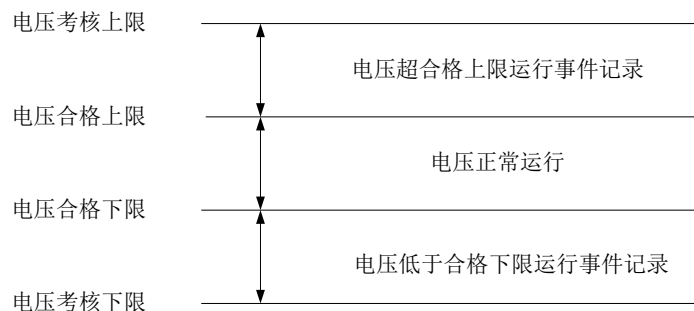 电压考核上限
电压超合格上限运行事件记录
电压合格上限
电压正常运行
电压合格下限
电压低于合格下限运行事件记录
电压考核下限